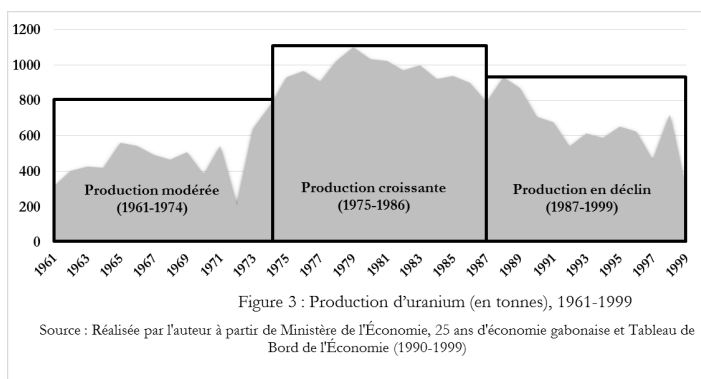 1200
1000
800
600
400
200
0
Production modérée
(1961-1974)
Production croissante
(1975-1986)
Production en déclin
(1987-1999)
1961 1963 1965 1967 1969 1971 1973 1975 1977 1979 1981 1983 1985 1987 1989 1991 1993 1995 1997 1999
Figure 3 : Production d'uranium (en tonnes), 1961-1999
Source : Réalisée par l'auteur à partir de Ministère de l'Économie, 25 ans d'économie gabonaise et Tableau de
Bord de l'Économie (1990-1999)